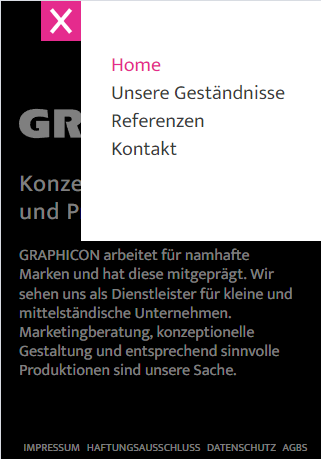 X
Home
Unsere Geständnisse
Referenzen
Kontakt
GR
Konze
und P
GRAPHICON arbeitet für namhafte
Marken und hat diese mitgeprägt. Wir
sehen uns als Dienstleister für kleine und
mittelständische Unternehmen.
Marketingberatung, konzeptionelle
Gestaltung und entsprechend sinnvolle
Produktionen sind unsere Sache.
IMPRESSUM HAFTUNGSAUSSCHLUSS DATENSCHUTZ AGBS